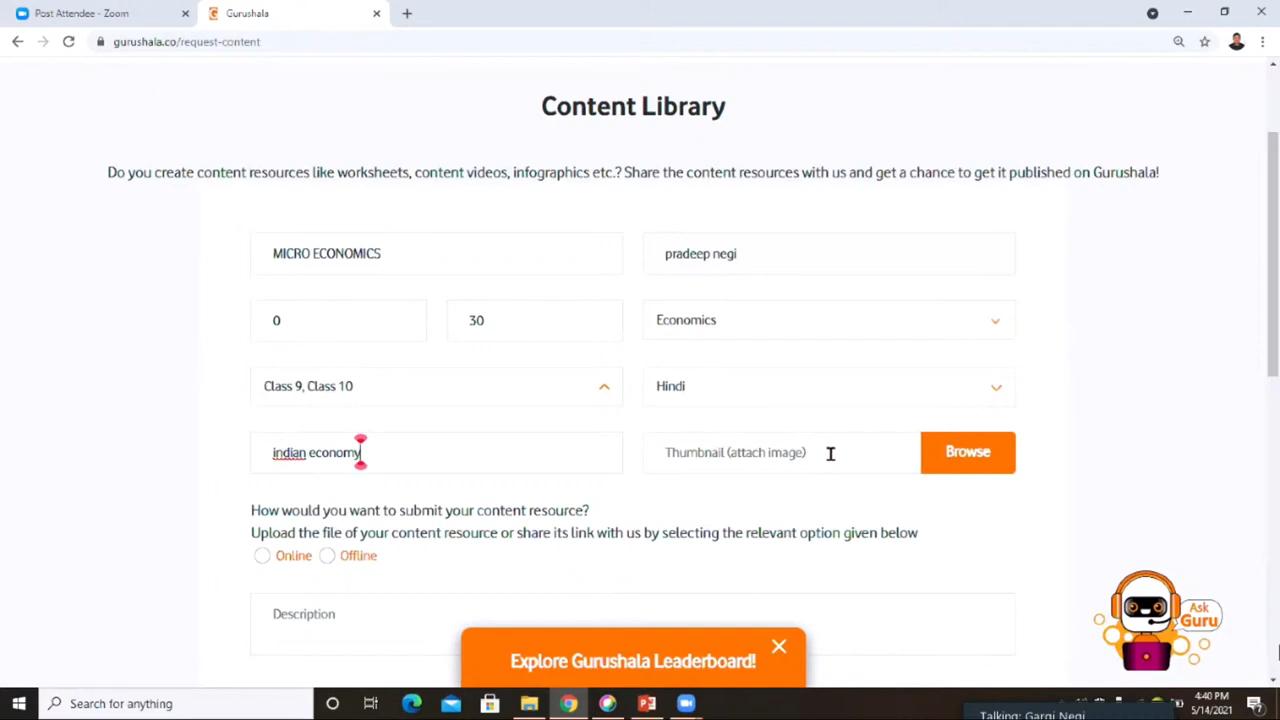 Post Attendee - Zoom
Gurushala
gurushala.co/request-content
Content Library
Do you create content resources like worksheets, content videos, infographics etc.? Share the content resources with us and get a chance to get it published on Gurushala!
MICRO ECONOMICS
pradeep negi
0
30
Economics
Class 9, Class 10
Hindi
indian economy
Thumbnail (attach image)
Browse
How would you want to submit your content resource?
Upload the file of your content resource or share its link with us by selecting the relevant option given below
Online
Offline
Description
Ask
Guru
Explore Gurushala Leaderboard!
Search for anything
4:40 PM
5/14/2021
Talking: Gargi Negi